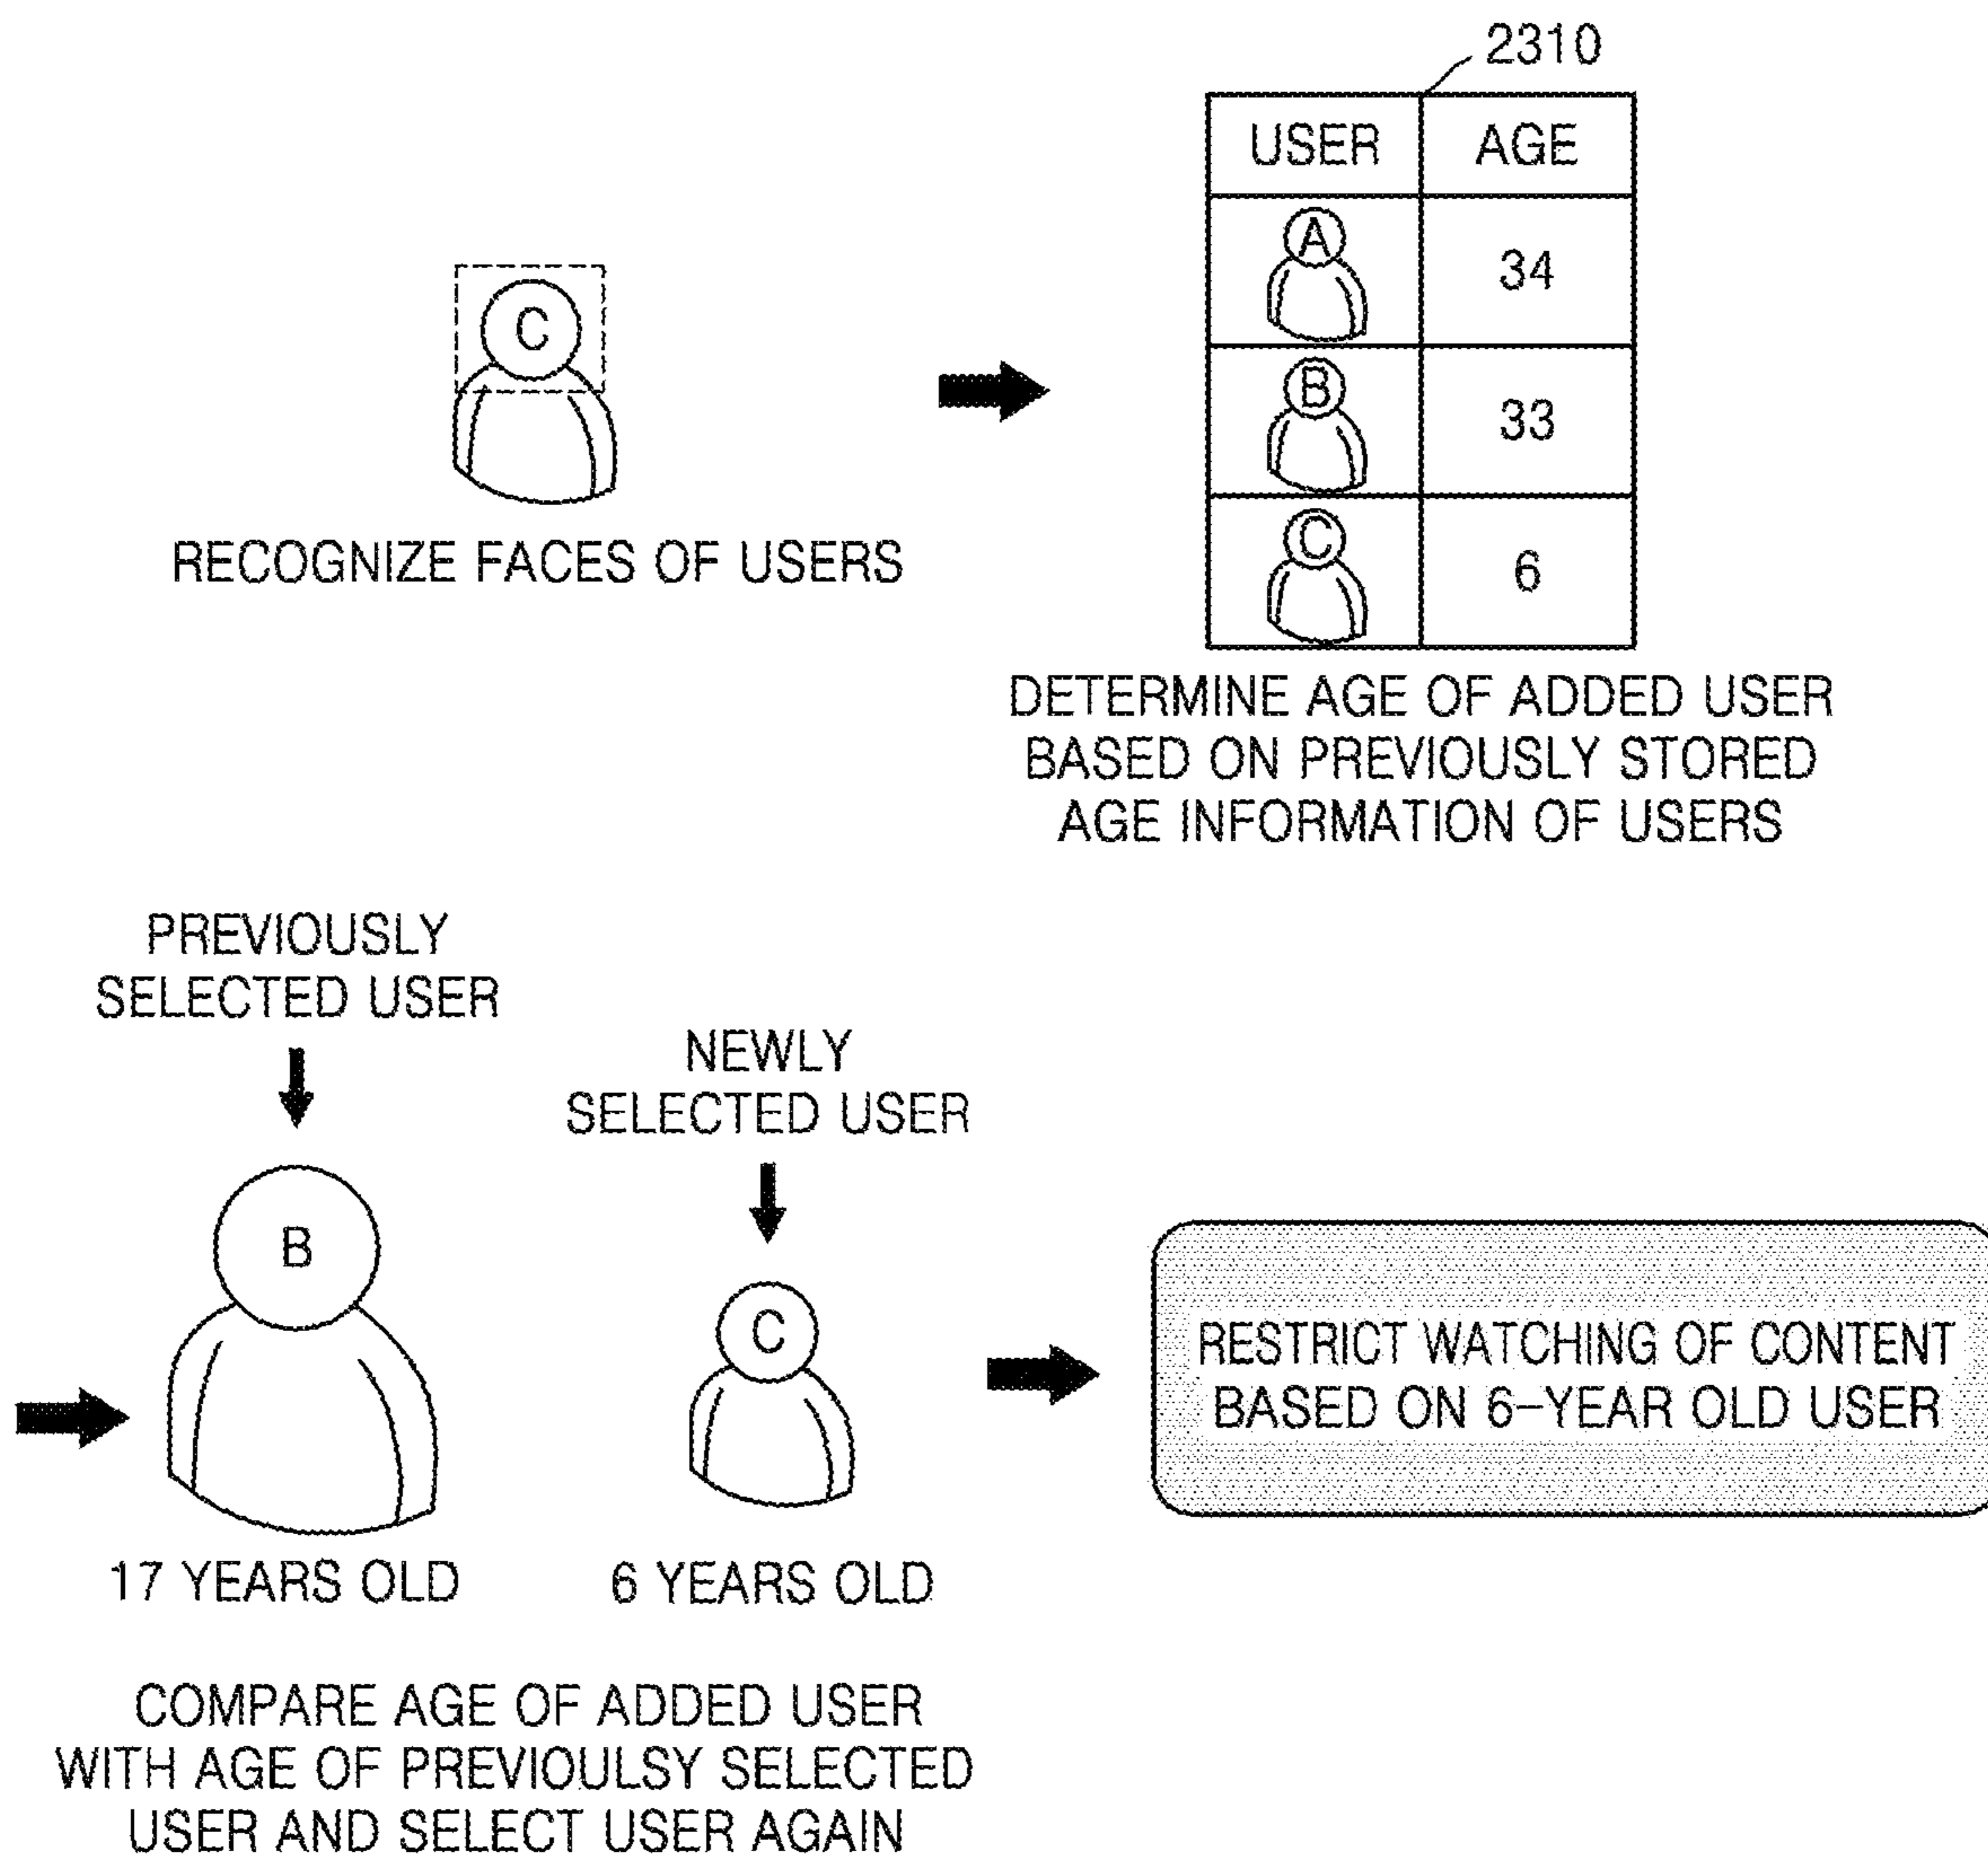 2310
USER AGE
A 34
B 33
C 6
C
RECOGNIZE FACES OF USERS
DETERMINE AGE OF ADDED USER
BASED ON PREVIOUSLY STORED
AGE INFORMATION OF USERS
PREVIOUSLY
SELECTED USER
NEWLY
SELECTED USER
B
C
17 YEARS OLD
6 YEARS OLD
RESTRICT WATCHING OF CONTENT
BASED ON 6-YEAR OLD USER
COMPARE AGE OF ADDED USER
WITH AGE OF PREVIOULSY SELECTED
USER AND SELECT USER AGAIN